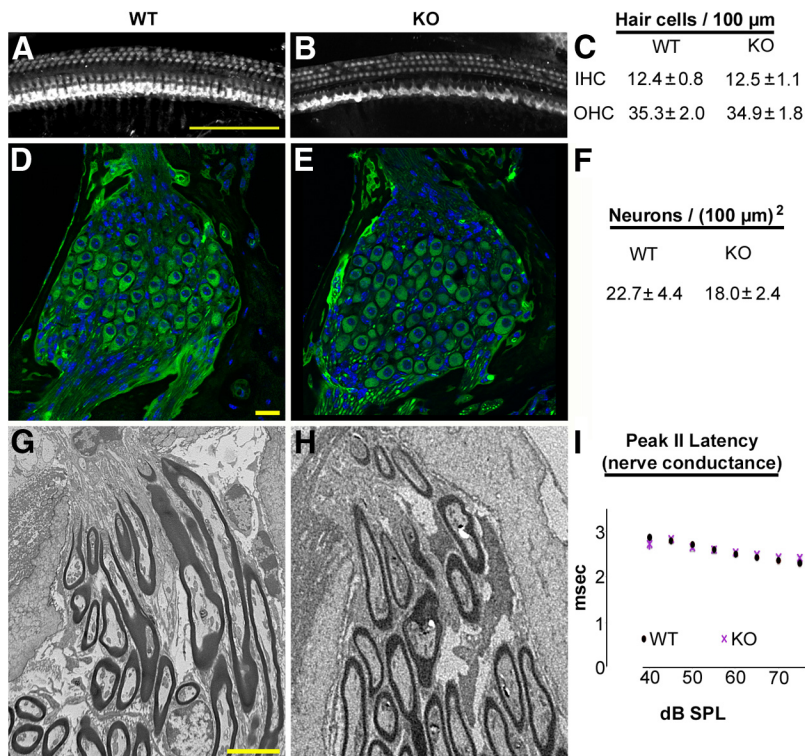 WT KO
A B C
Hair cells / 100 µm
WT KO
IHC 12.4±0.8 12.5±1.1
OHC 35.3±2.0 34.9±1.8
D E F
Neurons / (100 µm)²
WT KO
22.7±4.4 18.0±2.4
G H I
Peak II Latency
(nerve conductance)
3
2
1
0
msec
WT KO
40 50 60 70
dB SPL